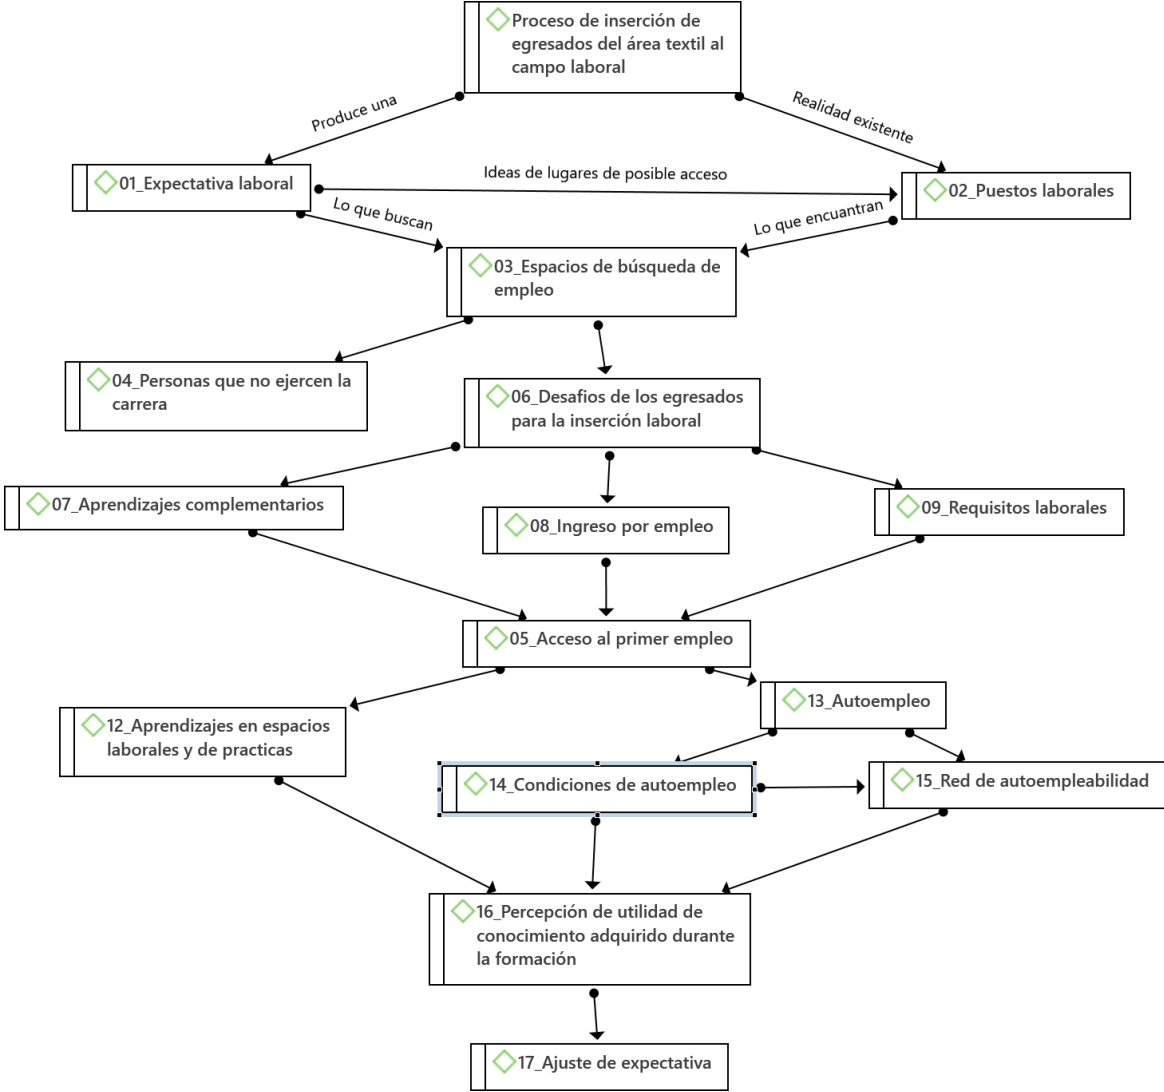 Proceso de inserción de
egresados del área textil al
campo laboral
Produce una
Realidad existente
01_Expectativa laboral
Ideas de lugares de posible acceso
02_Puestos laborales
Lo que buscan
Lo que encuantran
03_Espacios de búsqueda de
empleo
04_Personas que no ejercen la
carrera
06_Desafios de los egresados
para la inserción laboral
07_Aprendizajes complementarios
08_Ingreso por empleo
09_Requisitos laborales
05_Acceso al primer empleo
13_Autoempleo
12_Aprendizajes en espacios
laborales y de practicas
14_Condiciones de autoempleo
15_Red de autoempleabilidad
16_Percepción de utilidad de
conocimiento adquirido durante
la formación
17_Ajuste de expectativa